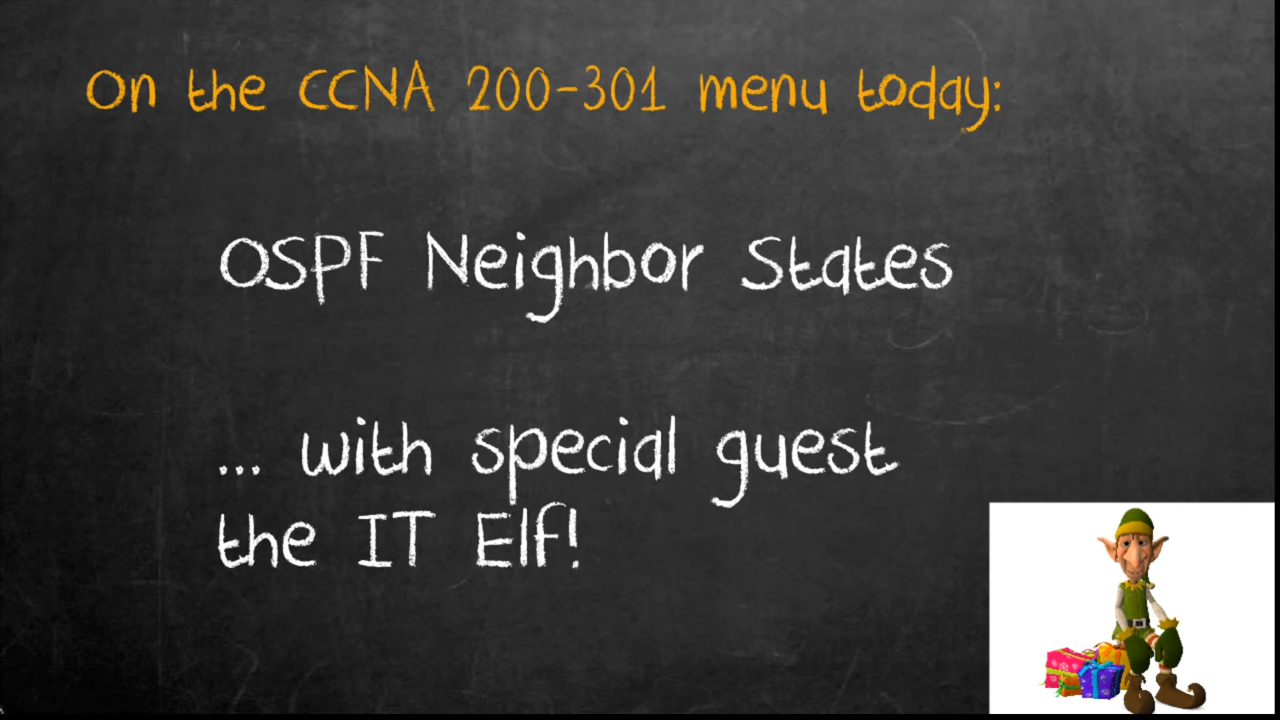 On the CCNA 200-301 menu today:
OSPF Neighbor States
... with special guest
the IT Elf!